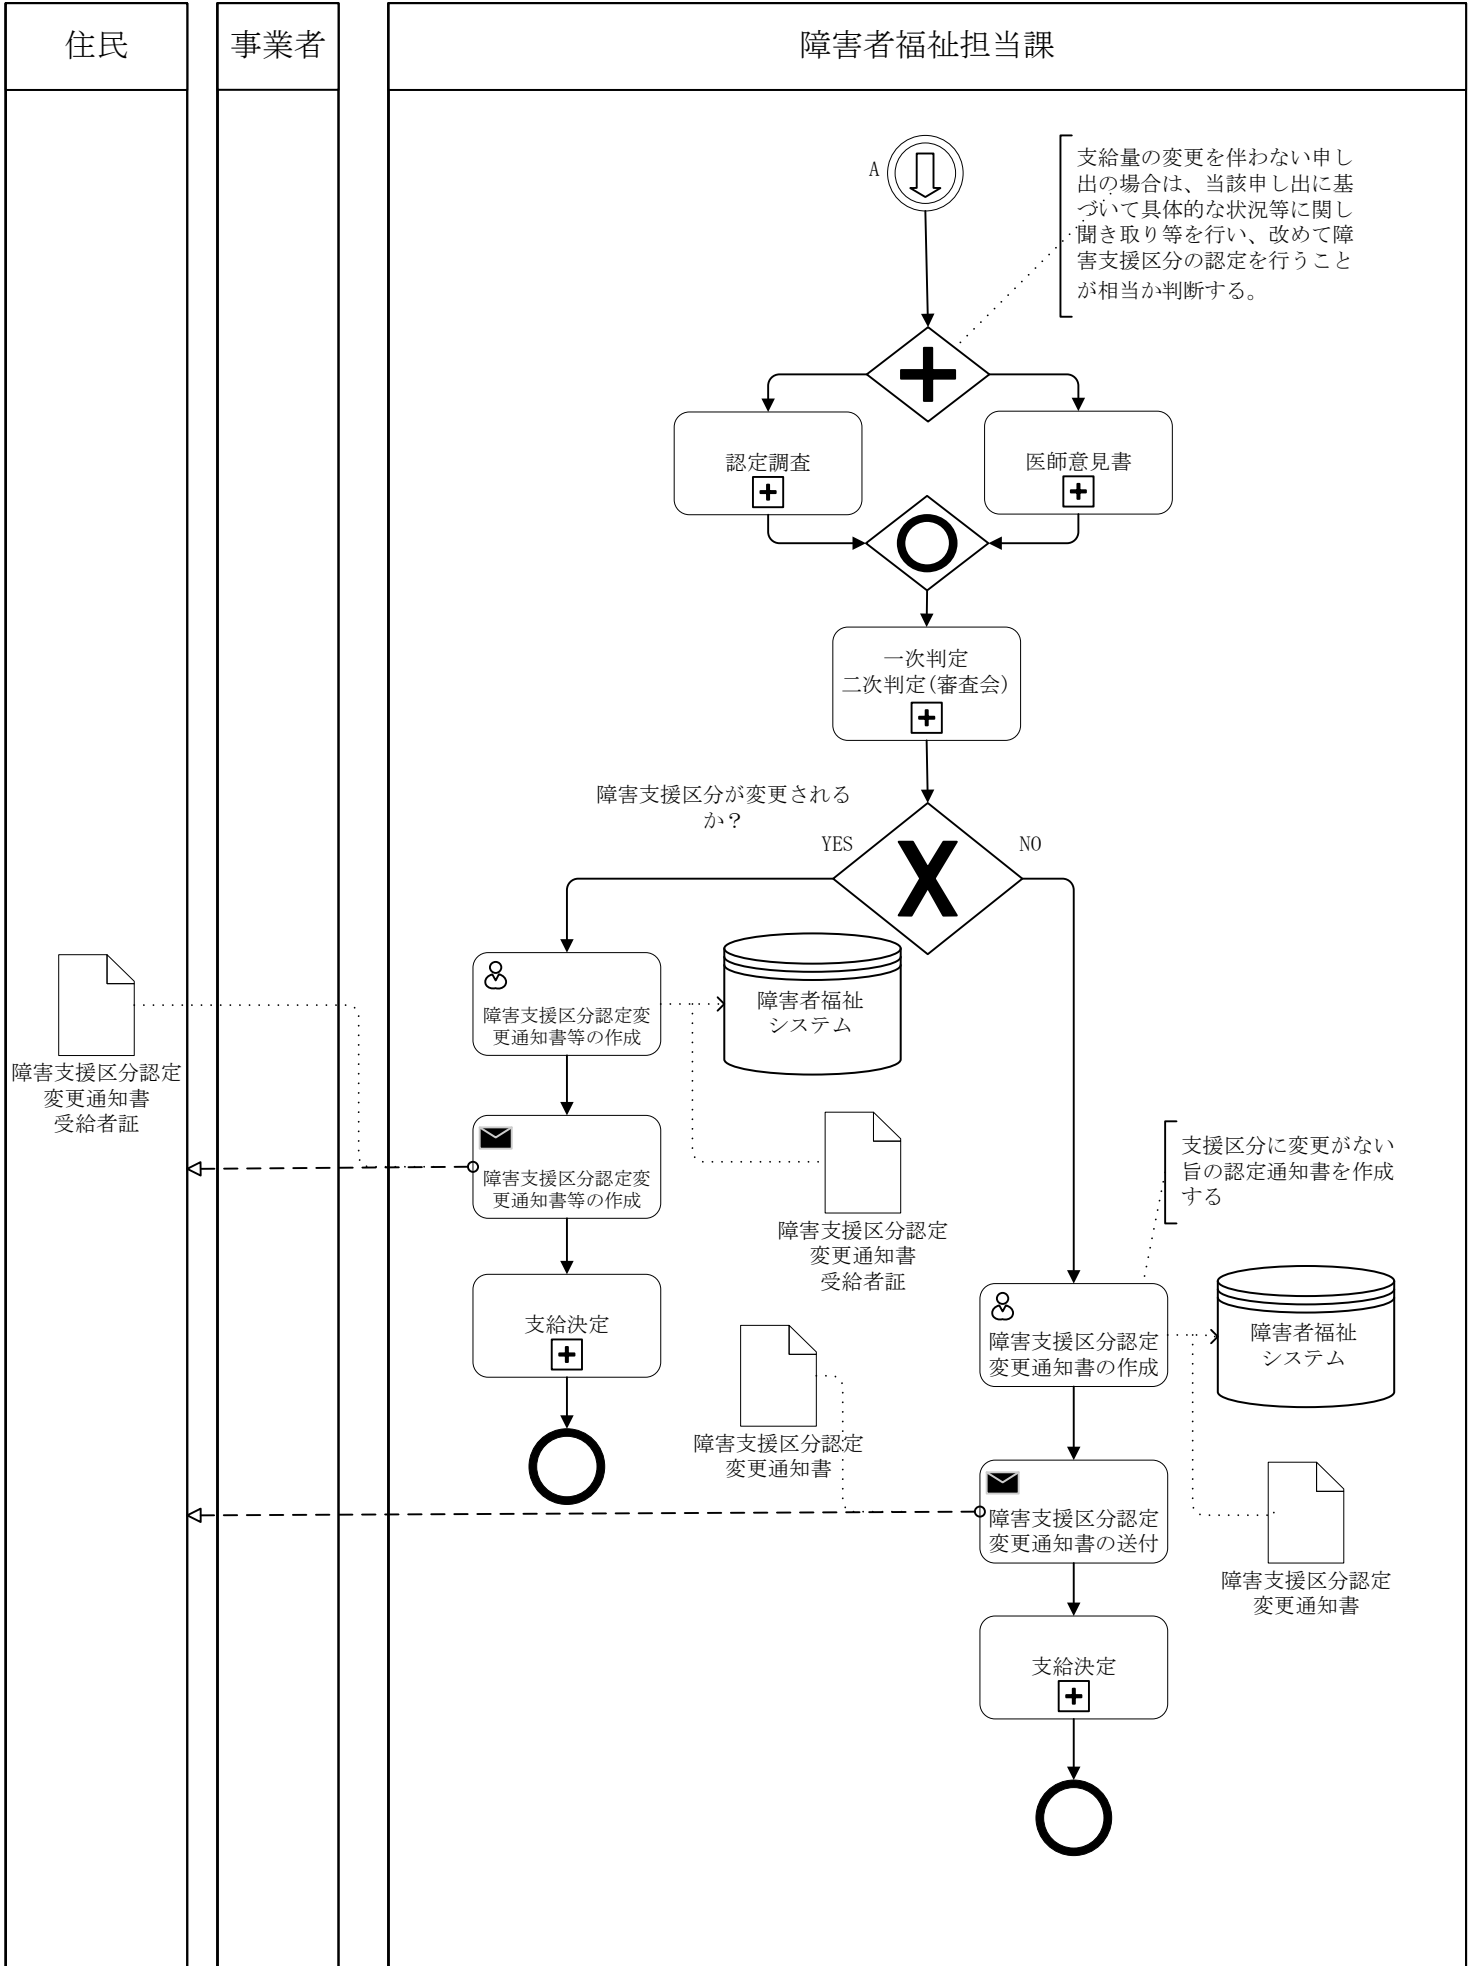 住民
事業者
障害者福祉担当課
A
支給量の変更を伴わない申し
出の場合は、当該申し出に基
づいて具体的な状況等に関し
聞き取り等を行い、改めて障
害支援区分の認定を行うこと
が相当か判断する。
認定調査
医師意見書
一次判定
二次判定(審査会)
障害支援区分が変更される
か?
YES
NO
障害支援区分認定変
更通知書等の作成
障害者福祉
システム
障害支援区分認定
変更通知書
受給者証
障害支援区分認定変
更通知書等の作成
障害支援区分認定
変更通知書
受給者証
支援区分に変更がない
旨の認定通知書を作成
する
支給決定
障害支援区分認定
変更通知書の作成
障害者福祉
システム
障害支援区分認定
変更通知書
障害支援区分認定
変更通知書の送付
障害支援区分認定
変更通知書
支給決定